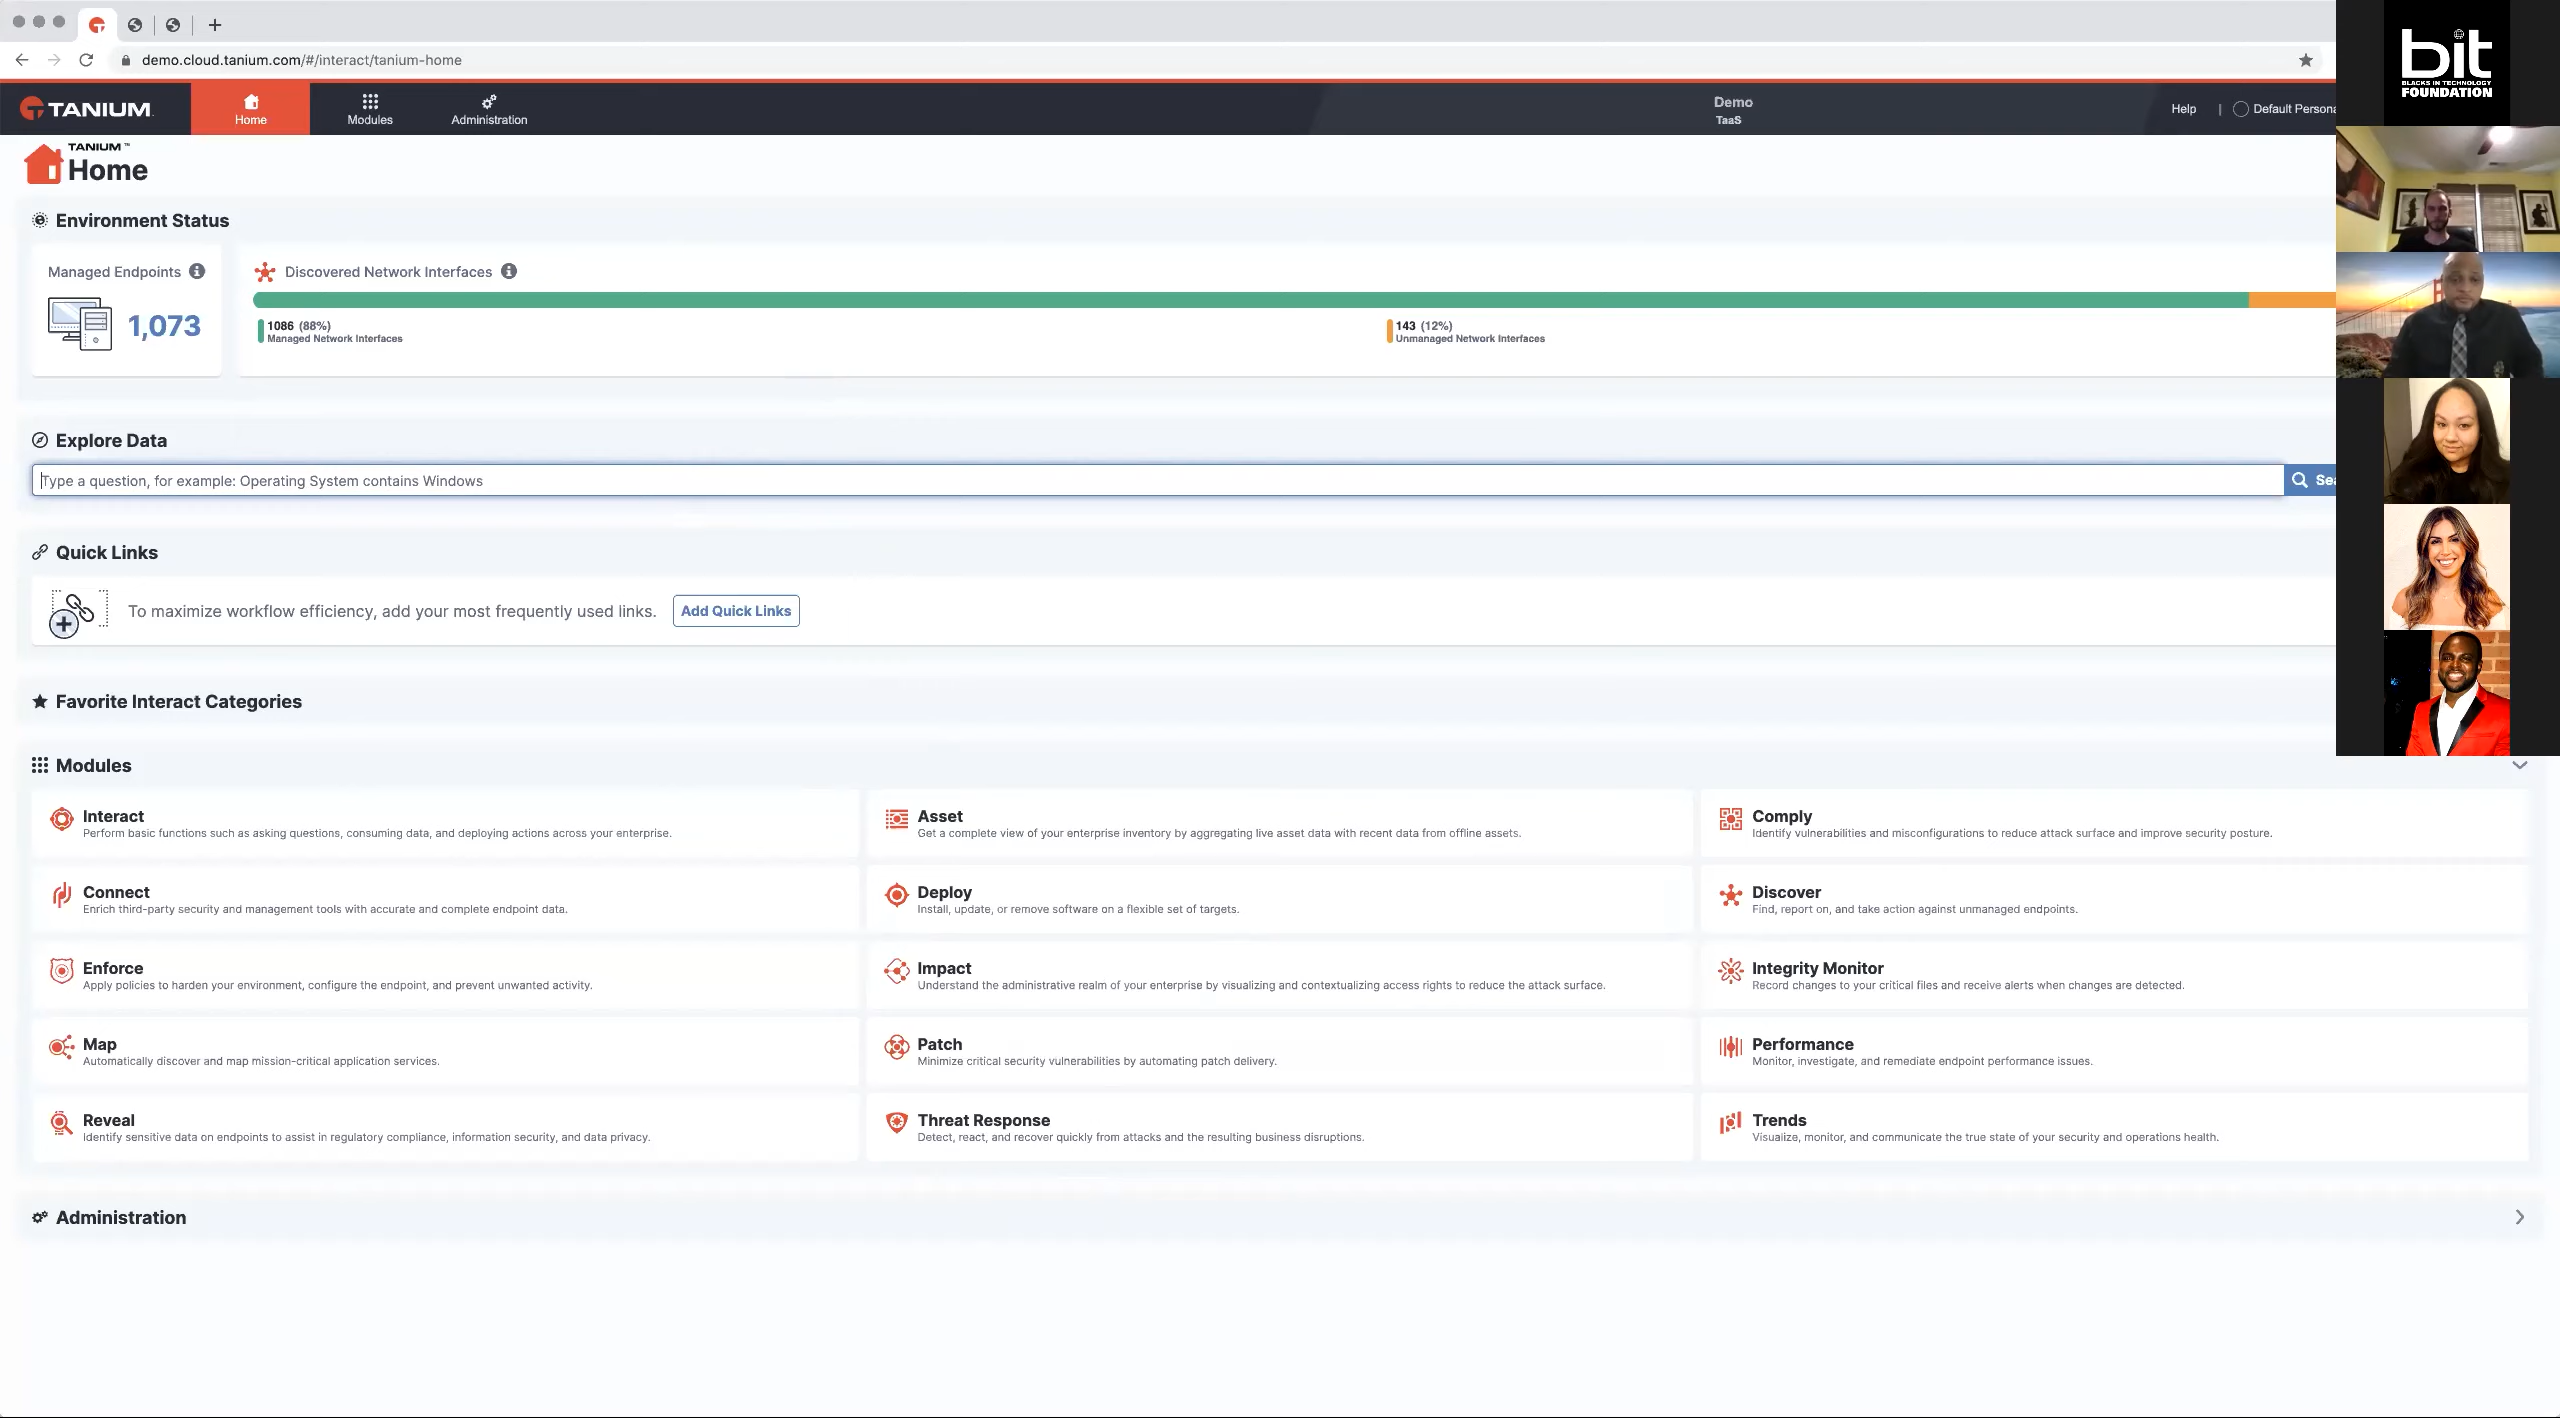 demo.cloud.tanium.com/#/interact/tanium-home
TANIUM
Home
Modules
Administration
Demo
TaaS
Help
|
Default Persona
bit
BLACKS IN TECHNOLOGY
FOUNDATION
TANIUM™
Home
Environment Status
Managed Endpoints
1,073
Discovered Network Interfaces
1086 (88%)
Managed Network Interfaces
143 (12%)
Unmanaged Network Interfaces
Explore Data
Type a question, for example: Operating System contains Windows
Sea
Quick Links
To maximize workflow efficiency, add your most frequently used links.
Add Quick Links
Favorite Interact Categories
Modules
Interact
Perform basic functions such as asking questions, consuming data, and deploying actions across your enterprise.
Asset
Get a complete view of your enterprise inventory by aggregating live asset data with recent data from offline assets.
Comply
Identify vulnerabilities and misconfigurations to reduce attack surface and improve security posture.
Connect
Enrich third-party security and management tools with accurate and complete endpoint data.
Deploy
Install, update, or remove software on a flexible set of targets.
Discover
Find, report on, and take action against unmanaged endpoints.
Enforce
Apply policies to harden your environment, configure the endpoint, and prevent unwanted activity.
Impact
Understand the administrative realm of your enterprise by visualizing and contextualizing access rights to reduce the attack surface.
Integrity Monitor
Record changes to your critical files and receive alerts when changes are detected.
Map
Automatically discover and map mission-critical application services.
Patch
Minimize critical security vulnerabilities by automating patch delivery.
Performance
Monitor, investigate, and remediate endpoint performance issues.
Reveal
Identify sensitive data on endpoints to assist in regulatory compliance, information security, and data privacy.
Threat Response
Detect, react, and recover quickly from attacks and the resulting business disruptions.
Trends
Visualize, monitor, and communicate the true state of your security and operations health.
Administration